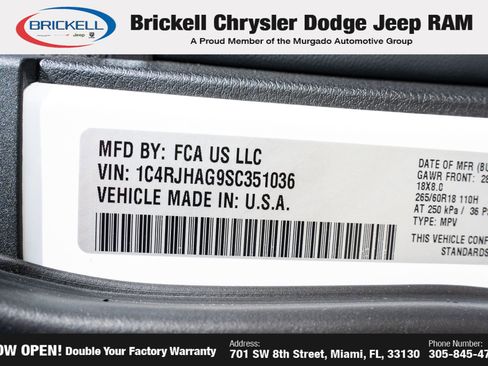 BRICKELL
Jeep
Brickell Chrysler Dodge Jeep RAM
A Proud Member of the Murgado Automotive Group
MFD BY: FCA US LLC
VIN: 1C4RJHAG9SC351036
VEHICLE MADE IN: U.S.A.
DATE OF MFR (BU
GAWR FRONT: 28
18X8.0
265/60R18 110H
AT 250 kPa / 36 P
TYPE: MPV
THIS VEHICLE CONF
STANDARDS
OW OPEN! Double Your Factory Warranty
Address:
701 SW 8th Street, Miami, FL, 33130
Phone Number:
305-845-47